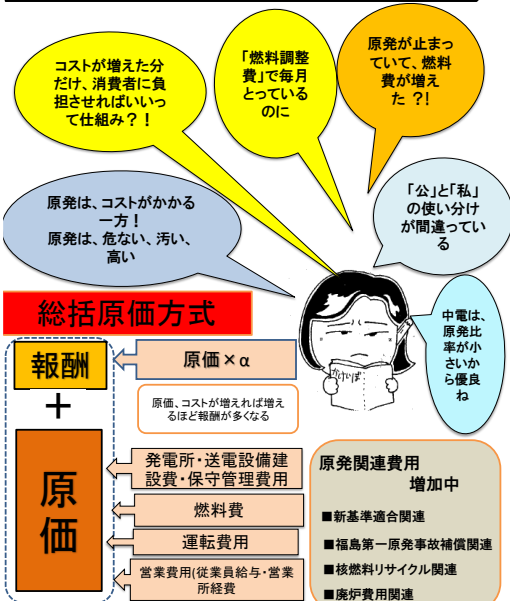 コストが増えた分
だけ、消費者に負
担させればいいっ
て仕組み？！
「燃料調整
費」で毎月
とっている
のに
原発が止まっ
ていて、燃料
費が増え
た ?!
原発は、コストがかかる
一方！
原発は、危ない、汚い、
高い
「公」と「私」
の使い分け
が間違ってい
る
中電は、
原発比
率が小
さいか
ら優良
ね
かけいぼ
総括原価方式
報酬
原価×α
＋
原価、コストが増えれば増え
るほど報酬が多くなる
原
価
発電所・送電設備建
設費・保守管理費用
燃料費
運転費用
営業費用(従業員給与・営業
所経費
原発関連費用
増加中
■新基準適合関連
■福島第一原発事故補償関連
■核燃料リサイクル関連
■廃炉費用関連